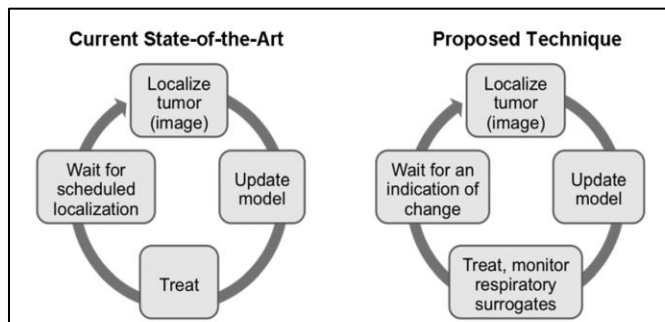 Current State-of-the-Art
Localize
tumor
(image)
Update
model
Treat
Wait for
scheduled
localization
Proposed Technique
Localize
tumor
(image)
Update
model
Treat, monitor
respiratory
surrogates
Wait for an
indication of
change